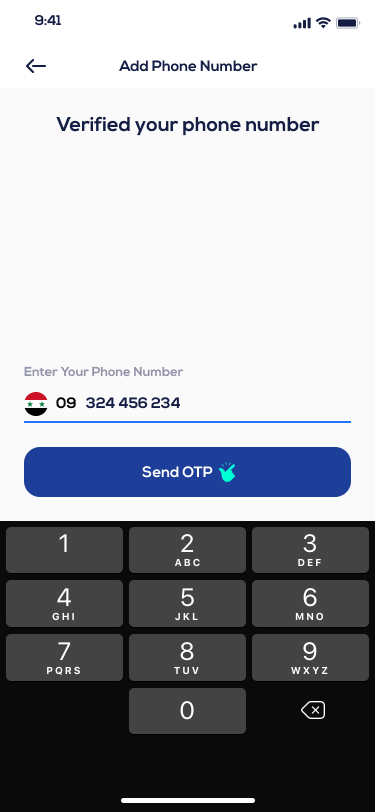 9:41
Add Phone Number
Verified your phone number
Enter Your Phone Number
09 324 456 234
Send OTP
1 2 3
ABC DEF
4 5 6
GHI JKL MNO
7 8 9
PQRS TUV WXYZ
0